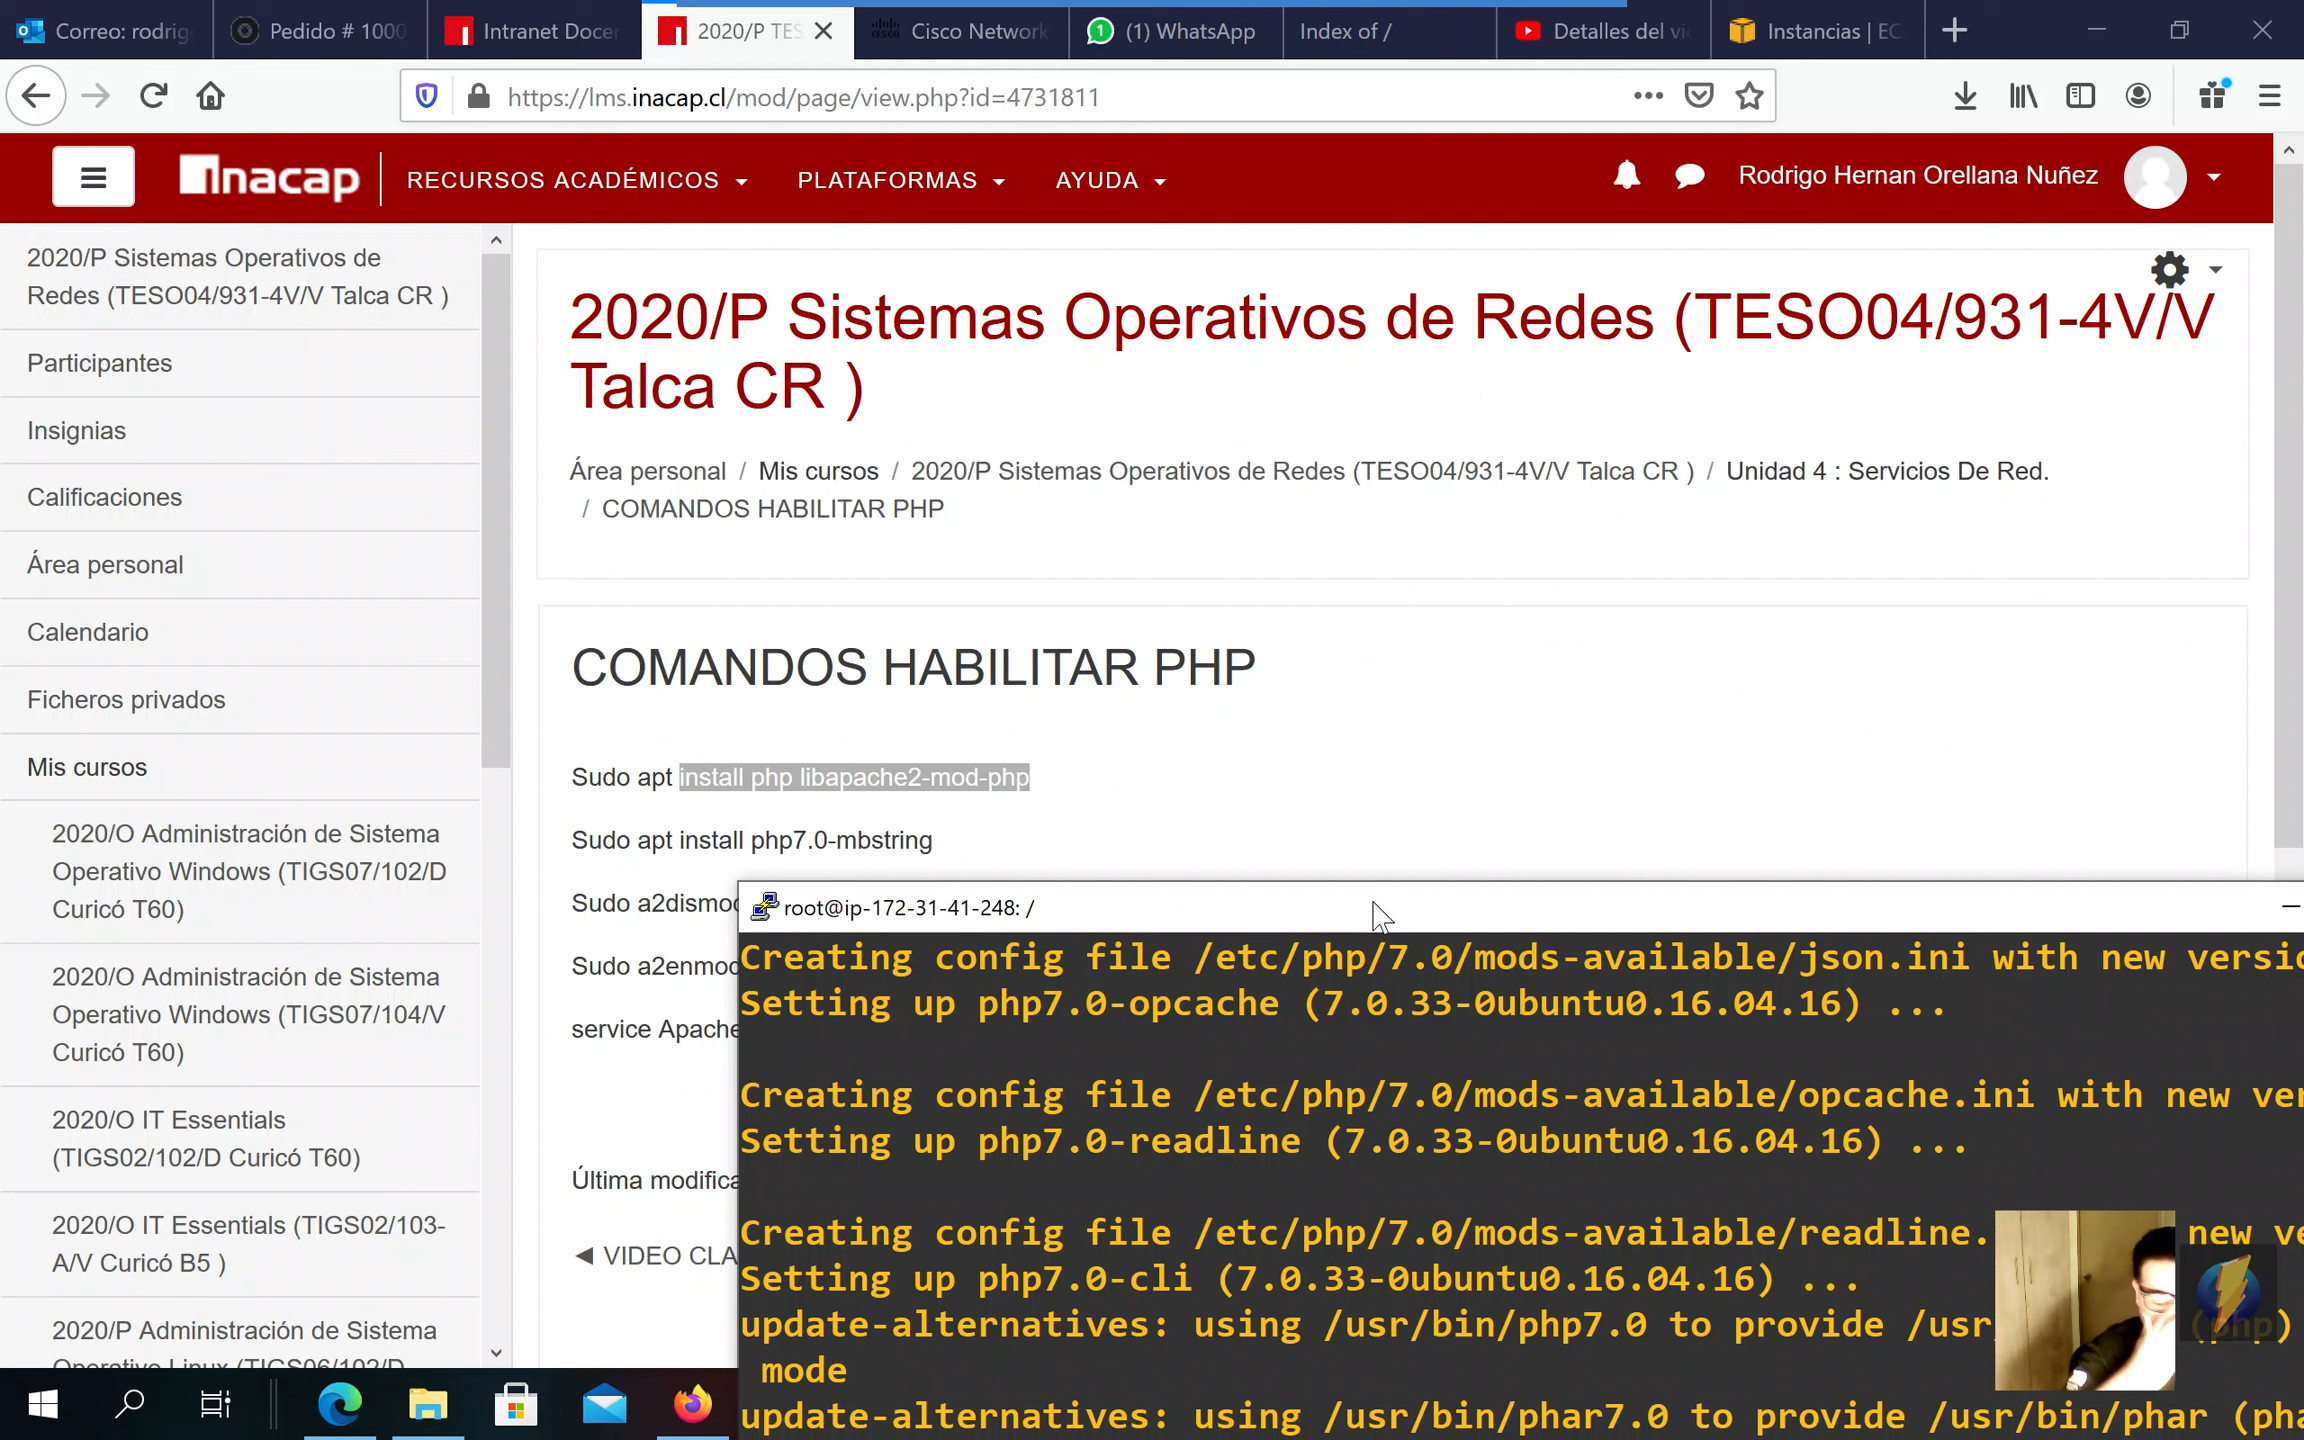 Correo: rodrig
Pedido # 1000
Intranet Docen
2020/P TES
Cisco Network
(1) WhatsApp
Index of /
Detalles del vi
Instancias | EC
https://lms.inacap.cl/mod/page/view.php?id=4731811
Inacap
RECURSOS ACADÉMICOS
PLATAFORMAS
AYUDA
Rodrigo Hernan Orellana Nuñez
2020/P Sistemas Operativos de
Redes (TESO04/931-4V/V Talca CR )
Participantes
Insignias
Calificaciones
Área personal
Calendario
Ficheros privados
Mis cursos
2020/O Administración de Sistema
Operativo Windows (TIGS07/102/D
Curicó T60)
2020/O Administración de Sistema
Operativo Windows (TIGS07/104/V
Curicó T60)
2020/O IT Essentials
(TIGS02/102/D Curicó T60)
2020/O IT Essentials (TIGS02/103-
A/V Curicó B5 )
2020/P Administración de Sistema
Operativo Linux (TIGS06/102/D
2020/P Sistemas Operativos de Redes (TESO04/931-4V/V
Talca CR )
Área personal / Mis cursos / 2020/P Sistemas Operativos de Redes (TESO04/931-4V/V Talca CR ) / Unidad 4 : Servicios De Red.
/ COMANDOS HABILITAR PHP
COMANDOS HABILITAR PHP
Sudo apt install php libapache2-mod-php
Sudo apt install php7.0-mbstring
Sudo a2dismod
Sudo a2enmod
service Apache
Última modifica
◄ VIDEO CLA
root@ip-172-31-41-248: /
Creating config file /etc/php/7.0/mods-available/json.ini with new versio
Setting up php7.0-opcache (7.0.33-0ubuntu0.16.04.16) ...
Creating config file /etc/php/7.0/mods-available/opcache.ini with new ver
Setting up php7.0-readline (7.0.33-0ubuntu0.16.04.16) ...
Creating config file /etc/php/7.0/mods-available/readline. new ve
Setting up php7.0-cli (7.0.33-0ubuntu0.16.04.16) ...
update-alternatives: using /usr/bin/php7.0 to provide /usr (php)
mode
update-alternatives: using /usr/bin/phar7.0 to provide /usr/bin/phar (pha